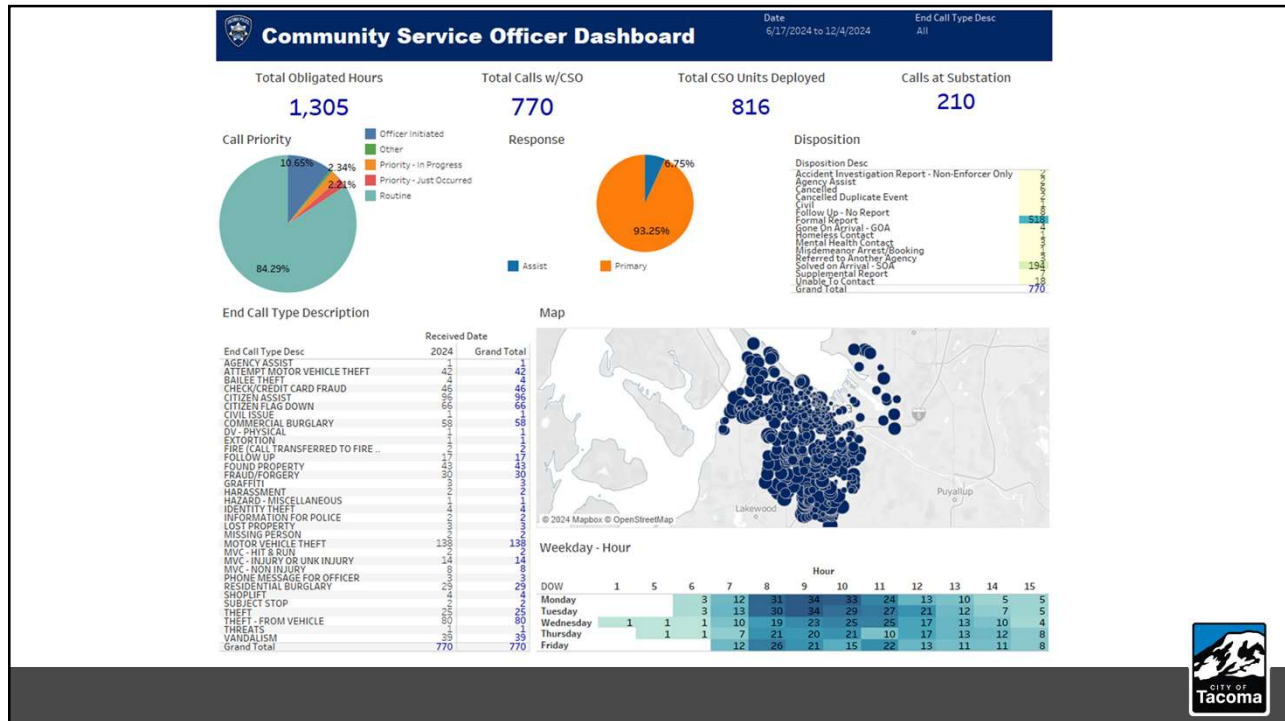 Community Service Officer Dashboard
Date
6/17/2024 to 12/4/2024
End Call Type Desc
All
Total Obligated Hours
1,305
Total Calls w/CSO
770
Total CSO Units Deployed
816
Calls at Substation
210
Call Priority
10.65%
2.34%
2.21%
84.29%
Officer Initiated
Other
Priority - In Progress
Priority - Just Occurred
Routine
Response
6.75%
93.25%
Assist
Primary
Disposition
Disposition Desc
Accident Investigation Report - Non-Enforcer Only
Agency Assist
Cancelled
Cancelled Duplicate Event
Civil
Follow Up - No Report
Formal Report 518
Gone On Arrival - GOA
Homeless Contact
Mental Health Contact
Misdemeanor Arrest/Booking
Referred to Another Agency
Solved on Arrival - SOA 194
Supplemental Report
Unable To Contact 18
Grand Total 770
End Call Type Description
Received Date
End Call Type Desc 2024 Grand Total
AGENCY ASSIST 1 1
ATTEMPT MOTOR VEHICLE THEFT 42 42
BAILEE THEFT 4 4
CHECK/CREDIT CARD FRAUD 46 46
CITIZEN ASSIST 96 96
CITIZEN FLAG DOWN 66 66
CIVIL ISSUE 1 1
COMMERCIAL BURGLARY 58 58
DV - PHYSICAL 1 1
EXTORTION 1 1
FIRE (CALL TRANSFERRED TO FIRE .. 2 2
FOLLOW UP 17 17
FOUND PROPERTY 43 43
FRAUD/FORGERY 30 30
GRAFFITI 3 3
HARASSMENT 2 2
HAZARD - MISCELLANEOUS 1 1
IDENTITY THEFT 4 4
INFORMATION FOR POLICE 2 2
LOST PROPERTY 3 3
MISSING PERSON 2 2
MOTOR VEHICLE THEFT 138 138
MVC - HIT & RUN 2 2
MVC - INJURY OR UNK INJURY 14 14
MVC - NON INJURY 8 8
PHONE MESSAGE FOR OFFICER 3 3
RESIDENTIAL BURGLARY 29 29
SHOPLIFT 4 4
SUBJECT STOP 2 2
THEFT 25 25
THEFT - FROM VEHICLE 80 80
THREATS 1 1
VANDALISM 39 39
Grand Total 770 770
Map
Lakewood
Puyallup
© 2024 Mapbox © OpenStreetMap
Weekday - Hour
Hour
DOW 1 5 6 7 8 9 10 11 12 13 14 15
Monday 3 12 31 34 33 24 13 10 5 5
Tuesday 3 13 30 34 29 27 21 12 7 5
Wednesday 1 1 1 10 19 23 25 25 17 13 10 4
Thursday 1 1 7 21 20 21 10 17 13 12 8
Friday 12 26 21 15 22 13 11 11 8
CITY OF
Tacoma